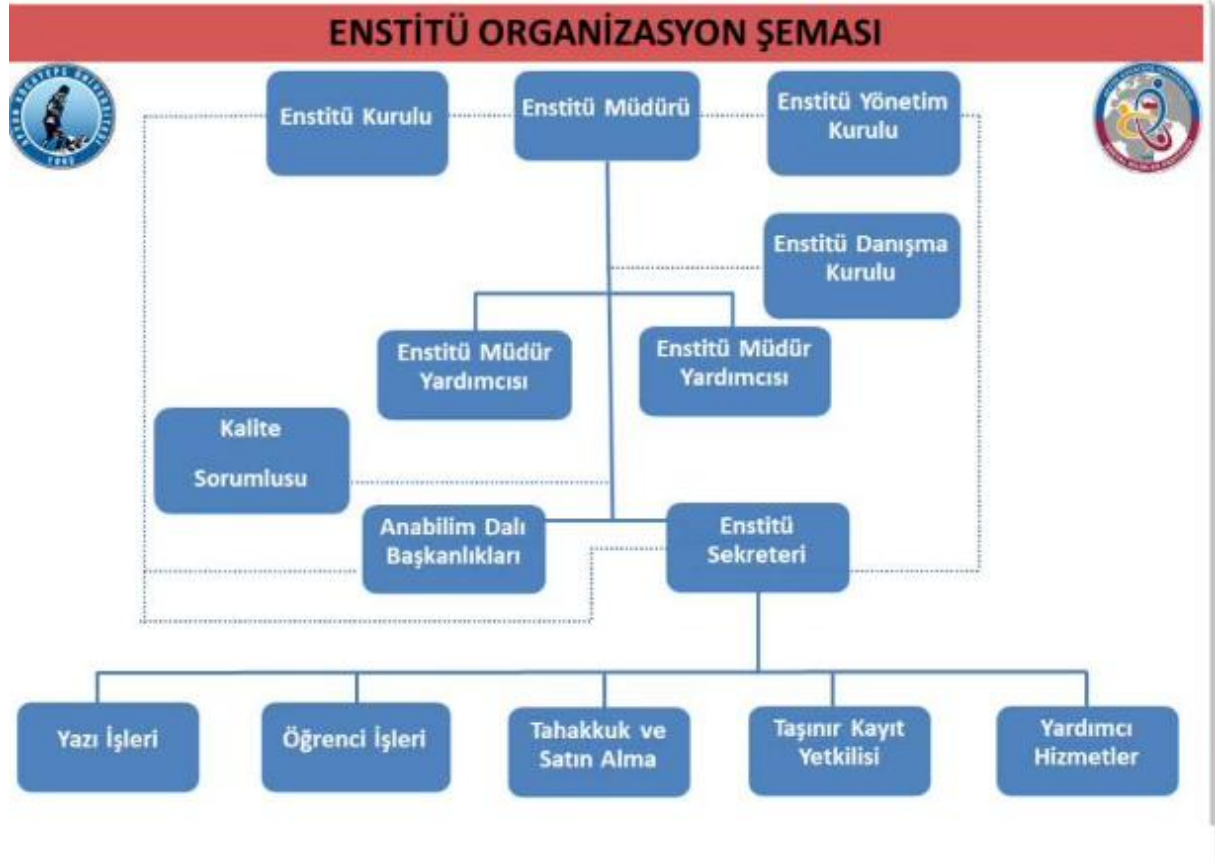 ENSTİTÜ ORGANİZASYON ŞEMASI
Enstitü Kurulu
Enstitü Müdürü
Enstitü Yönetim
Kurulu
Enstitü Danışma
Kurulu
Enstitü Müdür
Yardımcısı
Enstitü Müdür
Yardımcısı
Kalite
Sorumlusu
Anabilim Dalı
Başkanlıkları
Enstitü
Sekreteri
Yazı İşleri
Öğrenci İşleri
Tahakkuk ve
Satın Alma
Taşınır Kayıt
Yetkilisi
Yardımcı
Hizmetler